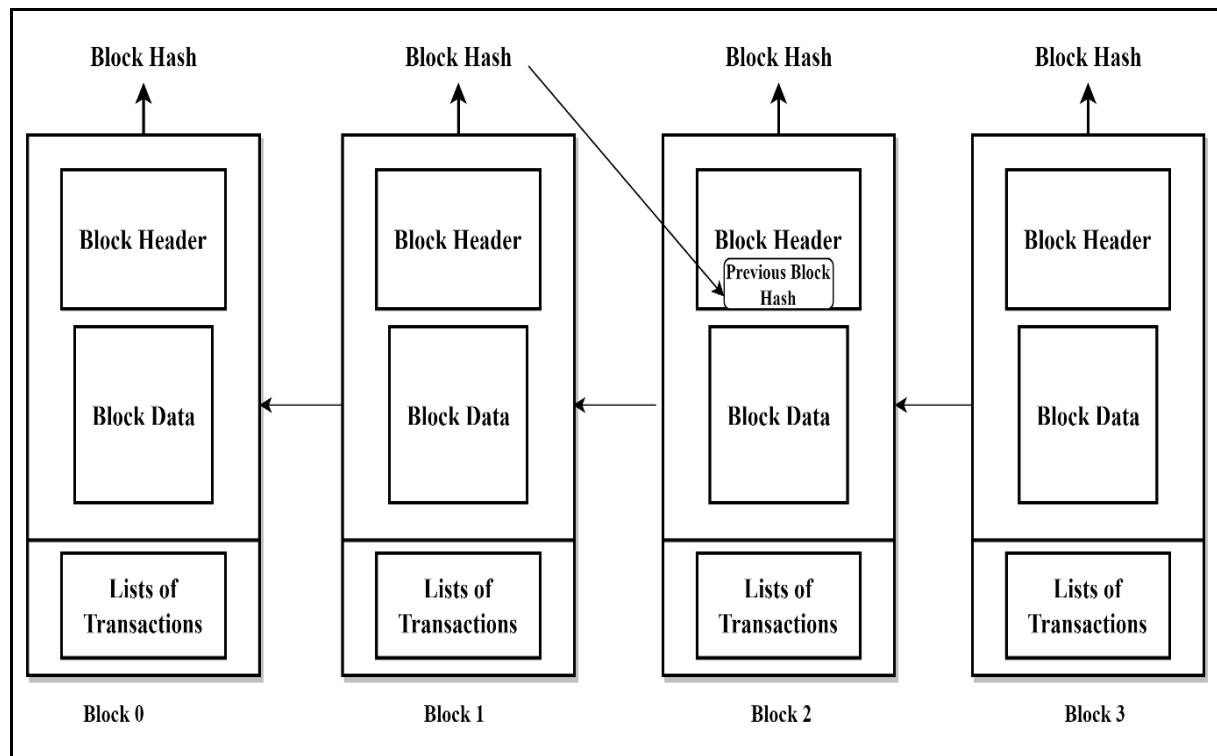 Block Hash
Block Hash
Block Hash
Block Hash
Block Header
Block Header
Block Header
Previous Block
Hash
Block Header
Block Data
Block Data
Block Data
Block Data
Lists of
Transactions
Lists of
Transactions
Lists of
Transactions
Lists of
Transactions
Block 0
Block 1
Block 2
Block 3